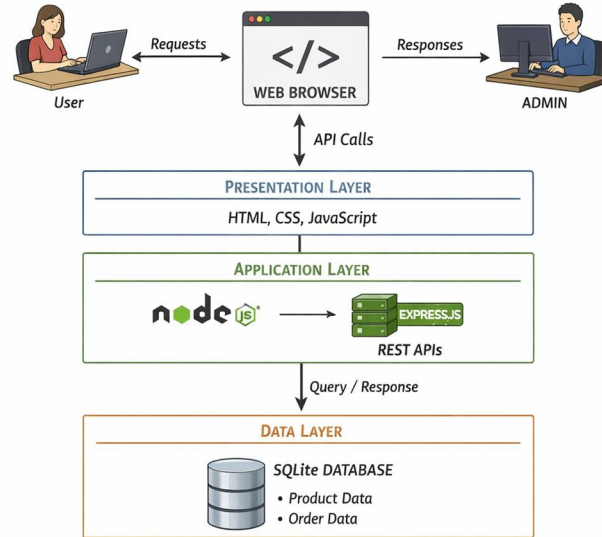 Requests
</>
Responses
WEB BROWSER
User
ADMIN
API Calls
PRESENTATION LAYER
HTML, CSS, JavaScript
APPLICATION LAYER
node JS
EXPRESS.JS
REST APIs
Query / Response
DATA LAYER
SQLite DATABASE
• Product Data
• Order Data